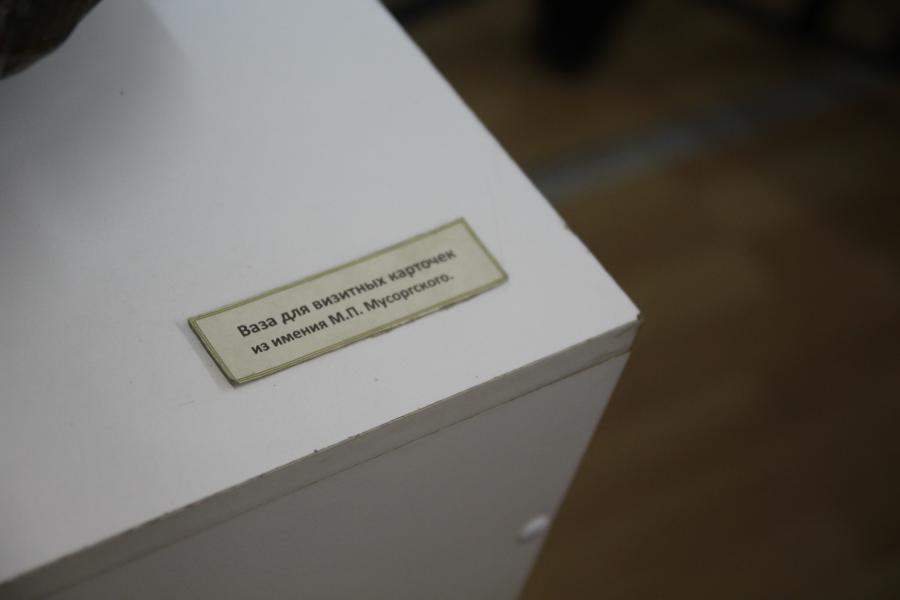 Ваза для визитных карточек
из имения М.П. Мусоргского.